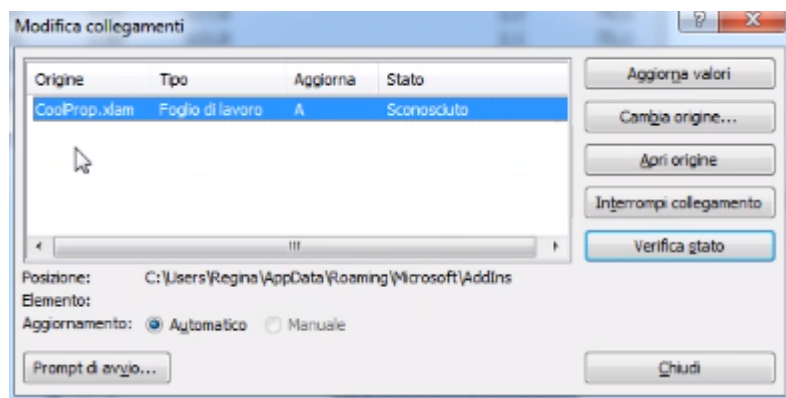 Modifica collegamenti
Origine Tipo Aggiorna Stato
CoolProp.xlam Foglio di lavoro A Sconosciuto
Aggiorna valori
Cambia origine...
Apri origine
Interrompi collegamento
Verifica stato
Posizione: C:\Users\Regina\AppData\Roaming\Microsoft\AddIns
Elemento:
Aggiornamento: Automatico Manuale
Prompt di avvio... Chiudi